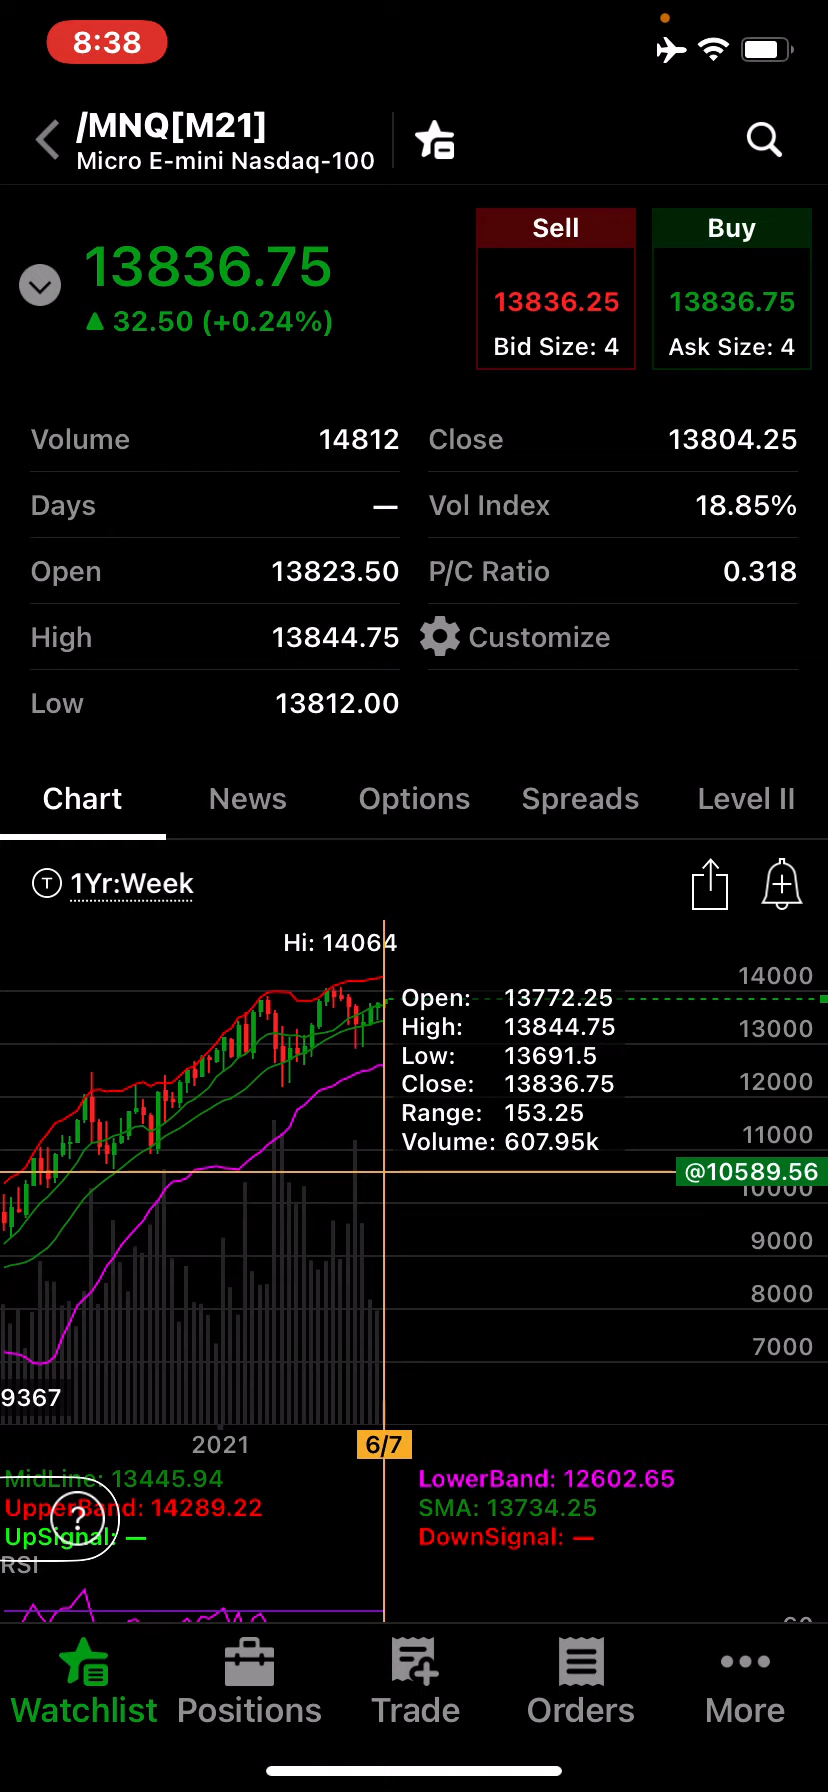 8:38
/MNQ[M21]
Micro E-mini Nasdaq-100
13836.75
▲ 32.50 (+0.24%)
Sell
13836.25
Bid Size: 4
Buy
13836.75
Ask Size: 4
Volume 14812
Close 13804.25
Days —
Vol Index 18.85%
Open 13823.50
P/C Ratio 0.318
High 13844.75
Customize
Low 13812.00
Chart News Options Spreads Level II
T 1Yr:Week
Hi: 14064
Open: 13772.25
High: 13844.75
Low: 13691.5
Close: 13836.75
Range: 153.25
Volume: 607.95k
14000
13000
12000
11000
@10589.56
10000
9000
8000
7000
9367
2021
6/7
MidLine: 13445.94
LowerBand: 12602.65
UpperBand: 14289.22
SMA: 13734.25
UpSignal: —
DownSignal: —
?
RSI
Watchlist Positions Trade Orders More